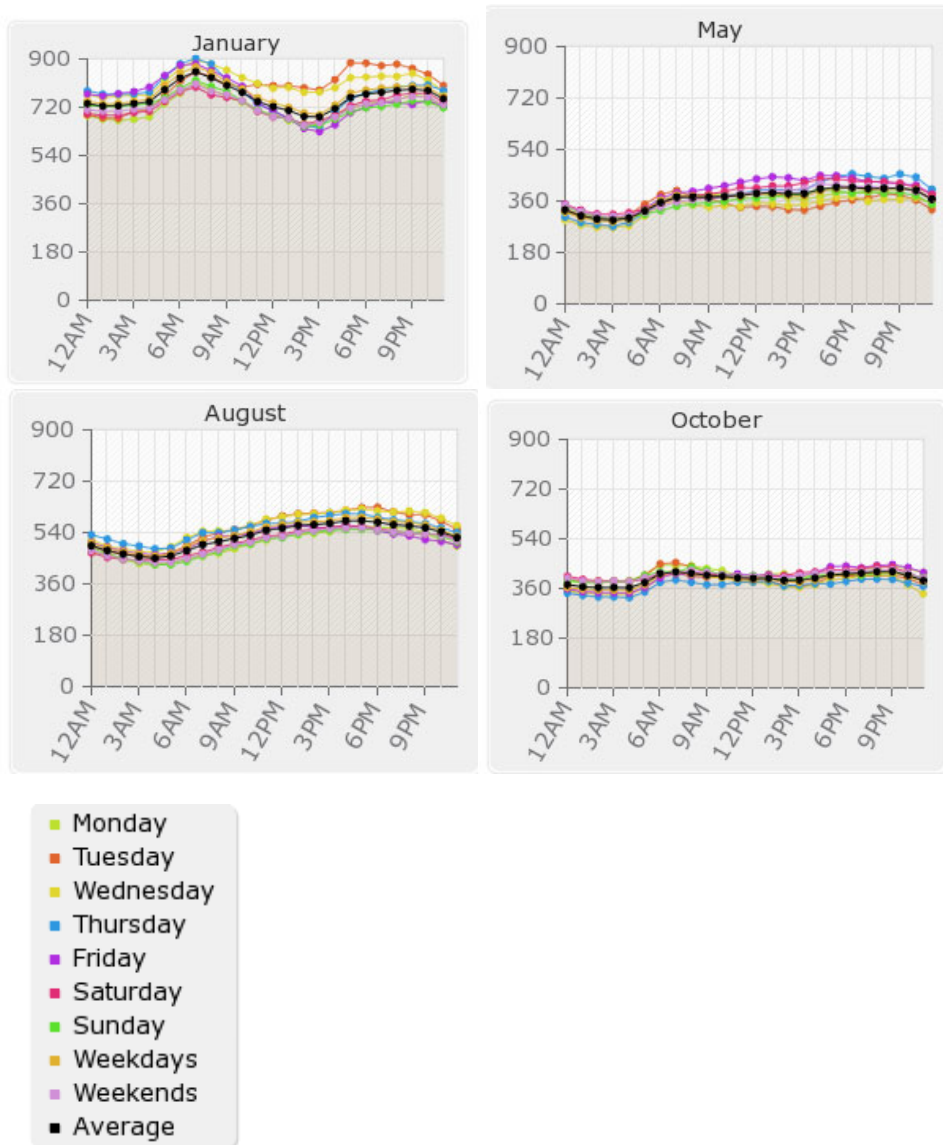 January
900
720
540
360
180
0
12AM 3AM 6AM 9AM 12PM 3PM 6PM 9PM
May
900
720
540
360
180
0
12AM 3AM 6AM 9AM 12PM 3PM 6PM 9PM
August
900
720
540
360
180
0
12AM 3AM 6AM 9AM 12PM 3PM 6PM 9PM
October
900
720
540
360
180
0
12AM 3AM 6AM 9AM 12PM 3PM 6PM 9PM
Monday
Tuesday
Wednesday
Thursday
Friday
Saturday
Sunday
Weekdays
Weekends
Average